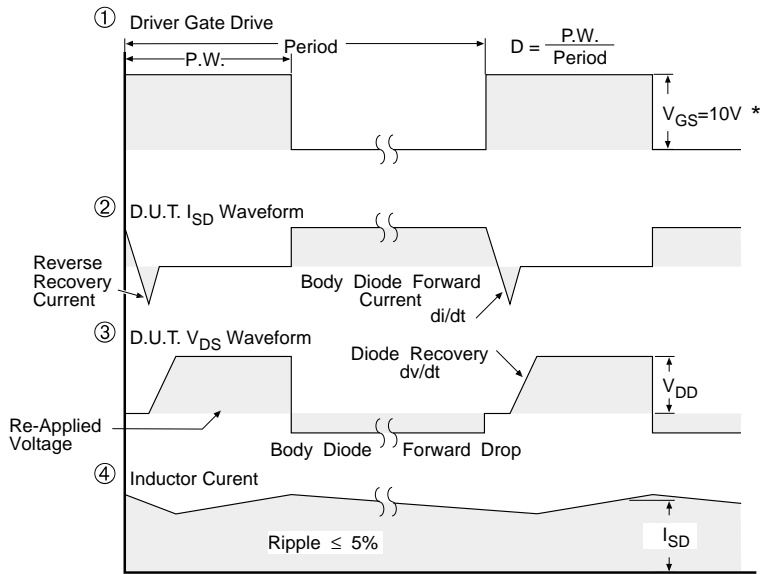 ① Driver Gate Drive
P.W.
Period
D = P.W. / Period
V_GS=10V *
② D.U.T. I_SD Waveform
Reverse
Recovery
Current
Body Diode Forward
Current
di/dt
③ D.U.T. V_DS Waveform
Diode Recovery
dv/dt
V_DD
Re-Applied
Voltage
Body Diode Forward Drop
④ Inductor Curent
Ripple ≤ 5%
I_SD